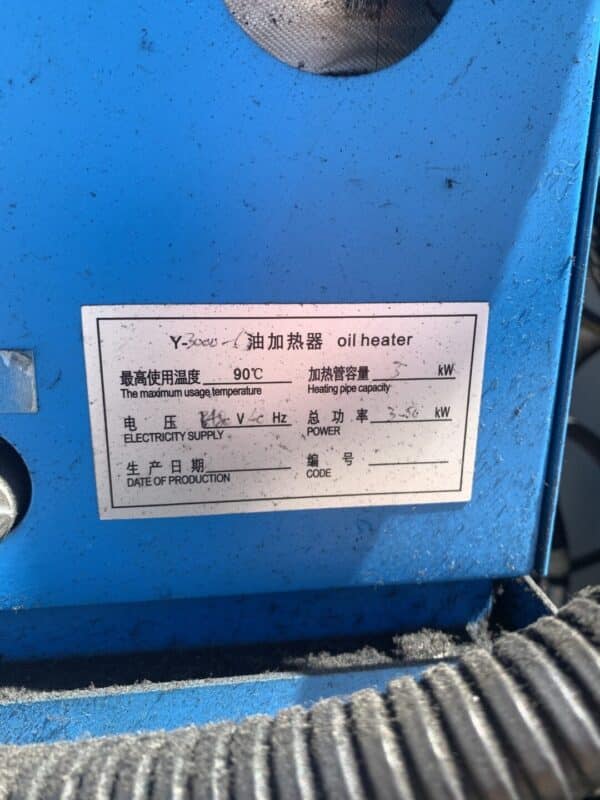 Y-3000- 油加热器 oil heater
最高使用温度 90℃ 加热管容量 kW
The maximum usage temperature Heating pipe capacity
电 压 V Hz 总 功 率 kW
ELECTRICITY SUPPLY POWER
生 产 日 期 编 号
DATE OF PRODUCTION CODE